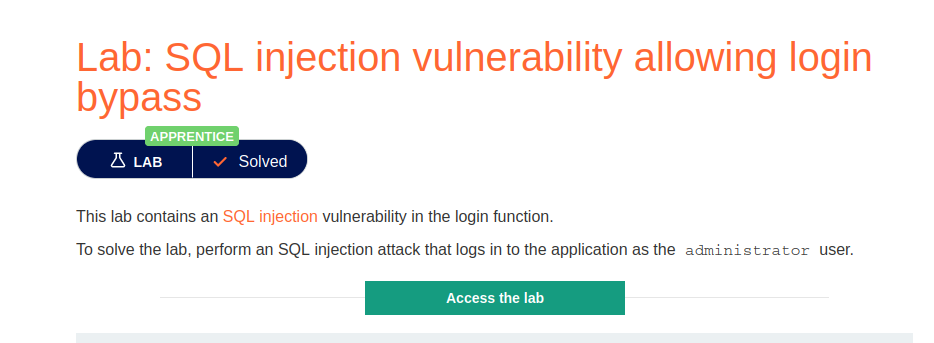 Lab: SQL injection vulnerability allowing login
bypass
APPRENTICE
LAB Solved
This lab contains an SQL injection vulnerability in the login function.
To solve the lab, perform an SQL injection attack that logs in to the application as the administrator user.
Access the lab